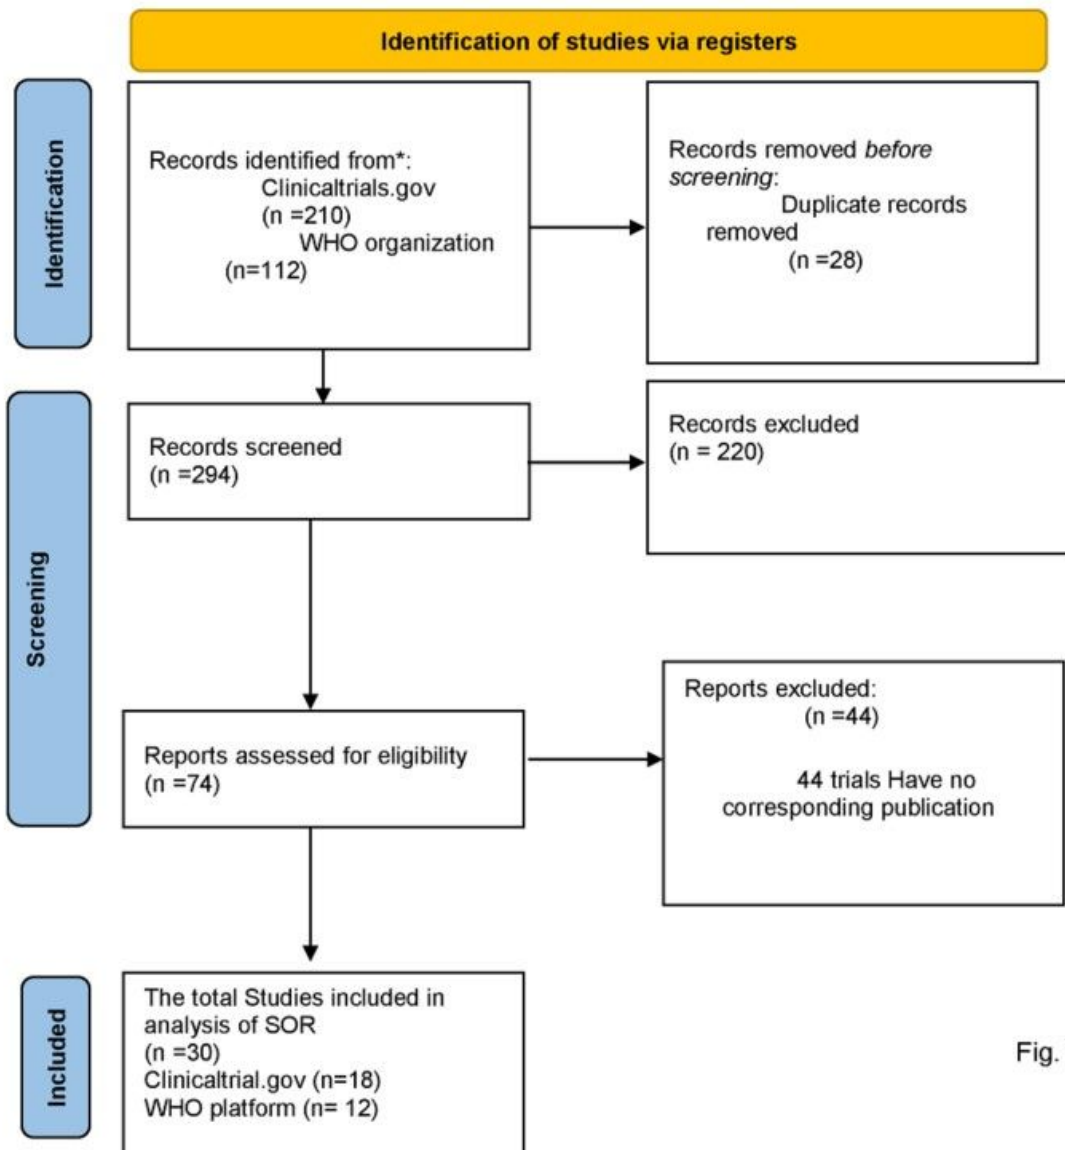 Identification of studies via registers
Identification
Records identified from*:
Clinicaltrials.gov
(n =210)
WHO organization
(n=112)
Records removed before
screening:
Duplicate records
removed
(n =28)
Screening
Records screened
(n =294)
Records excluded
(n = 220)
Reports assessed for eligibility
(n =74)
Reports excluded:
(n =44)
44 trials Have no
corresponding publication
Included
The total Studies included in
analysis of SOR
(n =30)
Clinicaltrial.gov (n=18)
WHO platform (n= 12)
Fig.